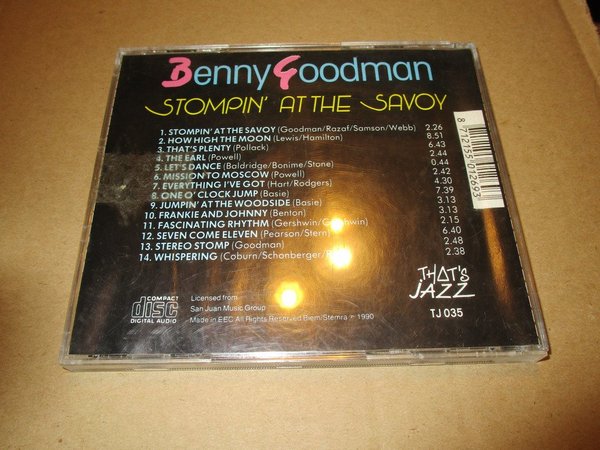 Benny Goodman
STOMPIN' AT THE SAVOY
1. STOMPIN' AT THE SAVOY (Goodman/Razaf/Samson/Webb) 2.26
2. HOW HIGH THE MOON (Lewis/Hamilton) 8.51
3. THAT'S PLENTY (Pollack) 6.43
4. THE EARL (Powell) 2.44
5. LET'S DANCE (Baldridge/Bonime/Stone) 0.44
6. MISSION TO MOSCOW (Powell) 2.42
7. EVERYTHING I'VE GOT (Hart/Rodgers) 4.30
8. ONE O'CLOCK JUMP (Basie) 7.39
9. JUMPIN' AT THE WOODSIDE (Basie) 3.13
10. FRANKIE AND JOHNNY (Benton) 3.13
11. FASCINATING RHYTHM (Gershwin/Gershwin) 2.15
12. SEVEN COME ELEVEN (Pearson/Stern) 6.40
13. STEREO STOMP (Goodman) 2.48
14. WHISPERING (Coburn/Schonberger/ 2.38
8 712155 012693
COMPACT
disc
DIGITAL AUDIO
Licensed from
San Juan Music Group
Made in EEC All Rights Reserved Biem/Stemra ℗ 1990
THAT'S
JAZZ
TJ 035